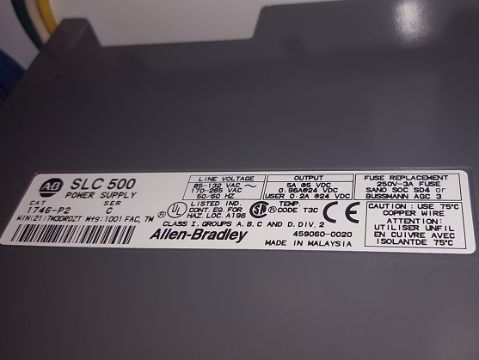 AB SLC 500
POWER SUPPLY
CAT SER
1746-P2 C
LINE VOLTAGE
85-132 VAC
170-265 VAC
50/60 HZ
OUTPUT
5A @5 VDC
0.96A@24 VDC
USER 0.2A @24 VDC
FUSE REPLACEMENT
250V-3A FUSE
SANO SOC SD4 or
BUSSMANN AGC 3
LISTED IND.
CONT. EQ. FOR
HAZ. LOC. A196
TEMP.
CODE T3C
CE
CLASS I, GROUPS A, B, C AND D, DIV. 2
Allen-Bradley
459060-0020
MADE IN MALAYSIA
CAUTION: USE 75°C
COPPER WIRE
ATTENTION:
UTILISER UNFIL
EN CUIVRE AVEC
ISOLANTDE 75°C